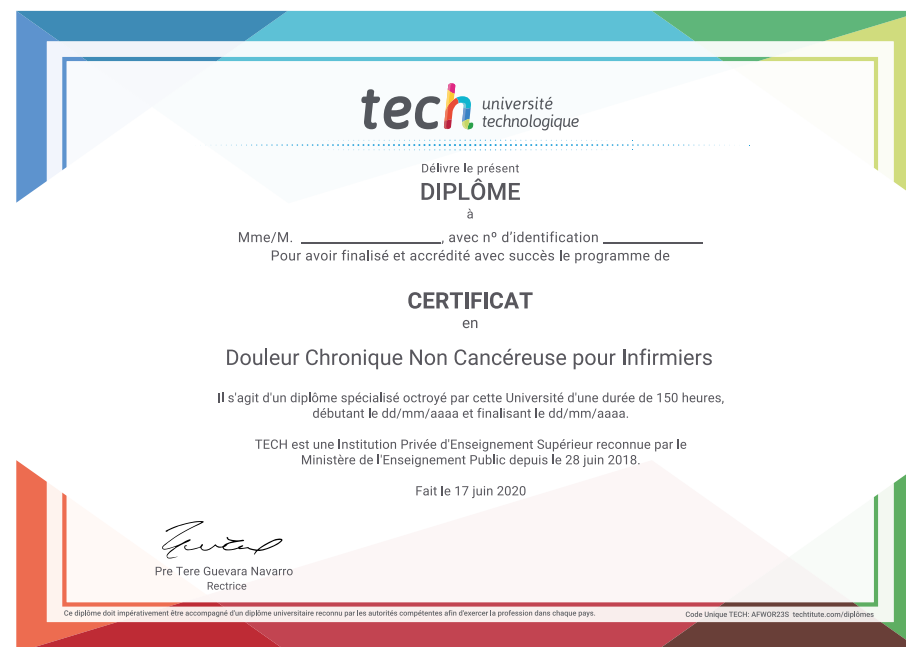 tech université
technologique
Délivre le présent
DIPLÔME
à
Mme/M. ____________________, avec nº d'identification ______________
Pour avoir finalisé et accrédité avec succès le programme de
CERTIFICAT
en
Douleur Chronique Non Cancéreuse pour Infirmiers
Il s'agit d'un diplôme spécialisé octroyé par cette Université d'une durée de 150 heures,
débutant le dd/mm/aaaa et finalisant le dd/mm/aaaa.
TECH est une Institution Privée d'Enseignement Supérieur reconnue par le
Ministère de l'Enseignement Public depuis le 28 juin 2018.
Fait le 17 juin 2020
Pre Tere Guevara Navarro
Rectrice
Ce diplôme doit impérativement être accompagné d'un diplôme universitaire reconnu par les autorités compétentes afin d'exercer la profession dans chaque pays.
Code Unique TECH: AFWOR23S techtitute.com/diplômes